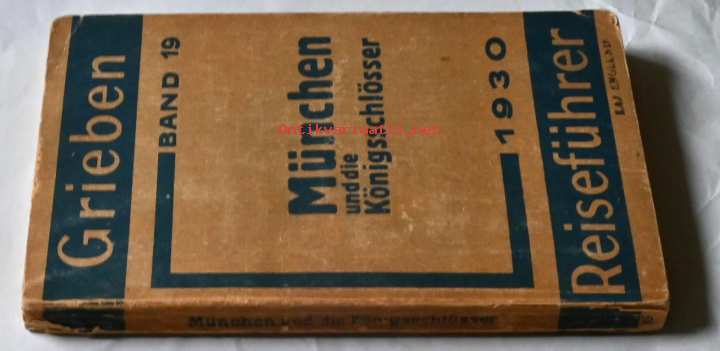 Grieben
BAND 19
München
und die
Königsschlösser
1930
Reiseführer
München und die Königsschlösser